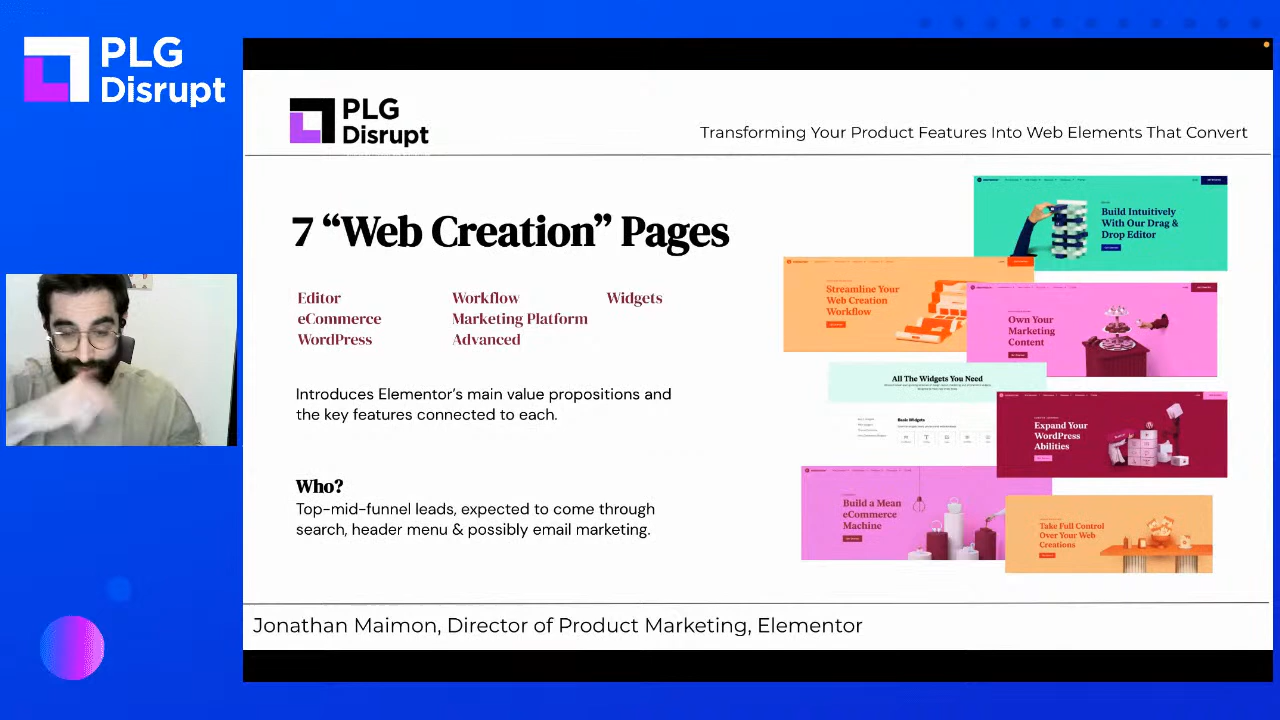 PLG
Disrupt
PLG
Disrupt
Transforming Your Product Features Into Web Elements That Convert
7 “Web Creation” Pages
Editor
Workflow
Widgets
eCommerce
Marketing Platform
WordPress
Advanced
Introduces Elementor’s main value propositions and
the key features connected to each.
Who?
Top-mid-funnel leads, expected to come through
search, header menu & possibly email marketing.
Build Intuitively
With Our Drag &
Drop Editor
Streamline Your
Web Creation
Workflow
Own Your
Marketing
Content
All The Widgets You Need
Basic Widgets
Expand Your
WordPress
Abilities
Build a Mean
eCommerce
Machine
Take Full Control
Over Your Web
Creations
Jonathan Maimon, Director of Product Marketing, Elementor